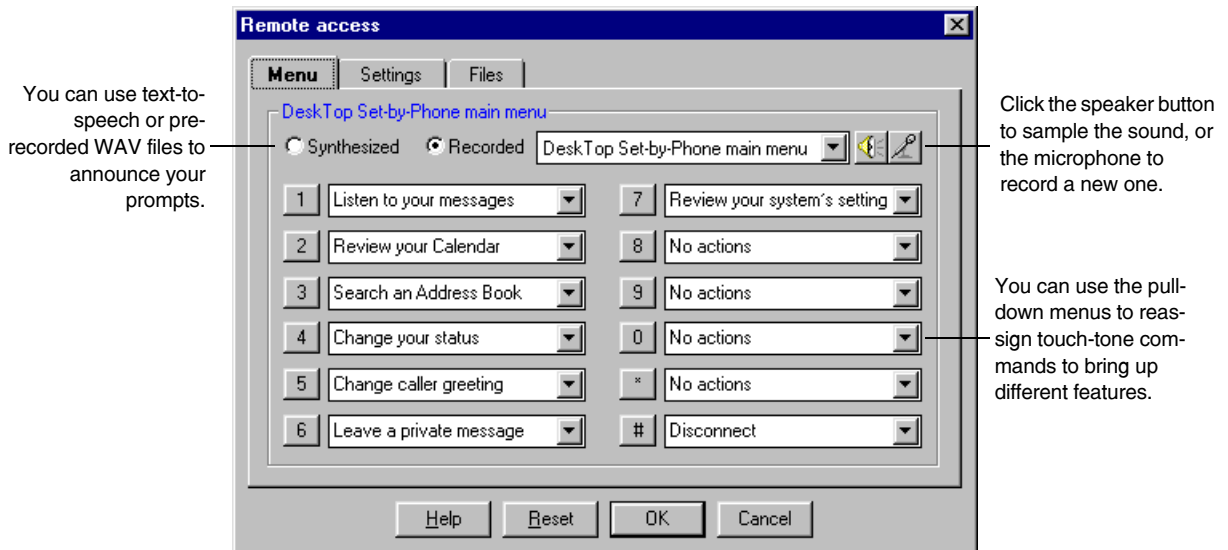 Remote access
Menu
Settings
Files
You can use text-to-
speech or pre-
recorded WAV files to
announce your
prompts.
DeskTop Set-by-Phone main menu
Synthesized
Recorded
DeskTop Set-by-Phone main menu
Click the speaker button
to sample the sound, or
the microphone to
record a new one.
1 Listen to your messages
2 Review your Calendar
3 Search an Address Book
4 Change your status
5 Change caller greeting
6 Leave a private message
7 Review your system's setting
8 No actions
9 No actions
0 No actions
* No actions
# Disconnect
You can use the pull-
down menus to reas-
sign touch-tone com-
mands to bring up
different features.
Help
Reset
OK
Cancel